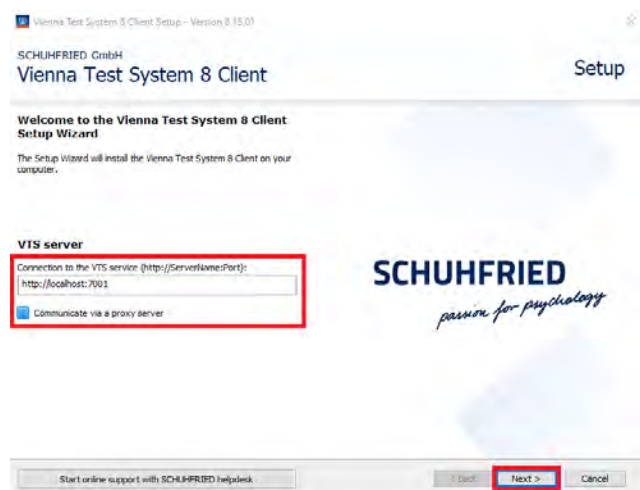 Vienna Test System 8 Client Setup - Version 8.15.01
SCHUHFRIED GmbH
Vienna Test System 8 Client
Setup
Welcome to the Vienna Test System 8 Client
Setup Wizard
The Setup Wizard will install the Vienna Test System 8 Client on your
computer.
VTS server
Connection to the VTS service (http://ServerName:Port):
http://localhost:7001
Communicate via a proxy server
SCHUHFRIED
passion for psychology
Start online support with SCHUHFRIED helpdesk
< Back
Next >
Cancel